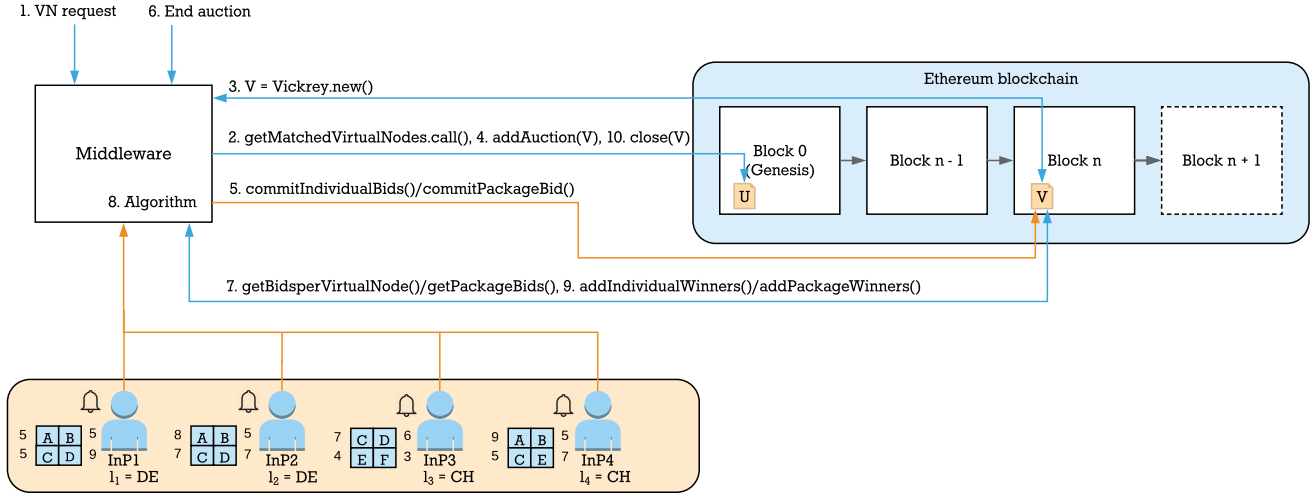 1. VN request
6. End auction
Ethereum blockchain
3. V = Vickrey.new()
2. getMatchedVirtualNodes.call(), 4. addAuction(V), 10. close(V)
Middleware
Block 0
(Genesis)
Block n - 1
Block n
Block n + 1
5. commitIndividualBids()/commitPackageBid()
U
V
8. Algorithm
7. getBidsperVirtualNode()/getPackageBids(), 9. addIndividualWinners()/addPackageWinners()
5 A B 5
5 C D 9
InP1
l₁ = DE
8 A B 5
7 C D 7
InP2
l₂ = DE
7 C D 6
4 E F 3
InP3
l₃ = CH
9 A B 5
5 C E 7
InP4
l₄ = CH